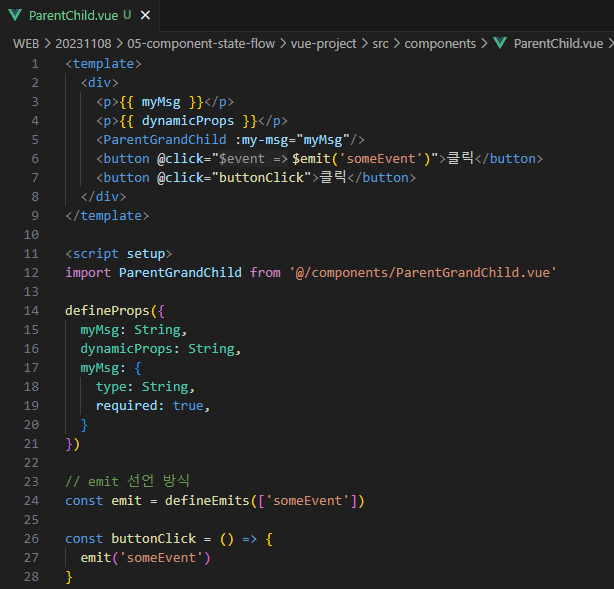 ParentChild.vue U ×
WEB > 20231108 > 05-component-state-flow > vue-project > src > components > ParentChild.vue >
1 <template>
2 <div>
3 <p>{{ myMsg }}</p>
4 <p>{{ dynamicProps }}</p>
5 <ParentGrandChild :my-msg="myMsg"/>
6 <button @click="$event => $emit('someEvent')">클릭</button>
7 <button @click="buttonClick">클릭</button>
8 </div>
9 </template>
10
11 <script setup>
12 import ParentGrandChild from '@/components/ParentGrandChild.vue'
13
14 defineProps({
15 myMsg: String,
16 dynamicProps: String,
17 myMsg: {
18 type: String,
19 required: true,
20 }
21 })
22
23 // emit 선언 방식
24 const emit = defineEmits(['someEvent'])
25
26 const buttonClick = () => {
27 emit('someEvent')
28 }